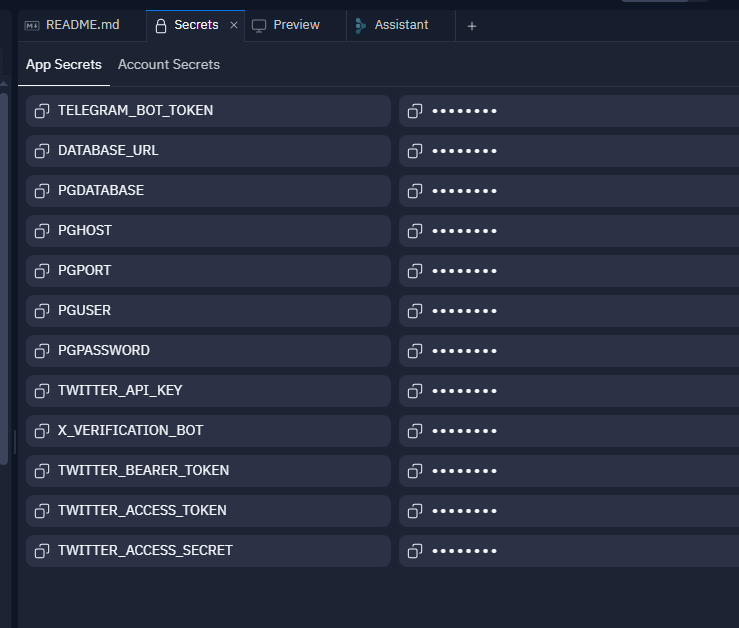 README.md Secrets Preview Assistant
App Secrets Account Secrets
TELEGRAM_BOT_TOKEN ••••••••
DATABASE_URL ••••••••
PGDATABASE ••••••••
PGHOST ••••••••
PGPORT ••••••••
PGUSER ••••••••
PGPASSWORD ••••••••
TWITTER_API_KEY ••••••••
X_VERIFICATION_BOT ••••••••
TWITTER_BEARER_TOKEN ••••••••
TWITTER_ACCESS_TOKEN ••••••••
TWITTER_ACCESS_SECRET ••••••••